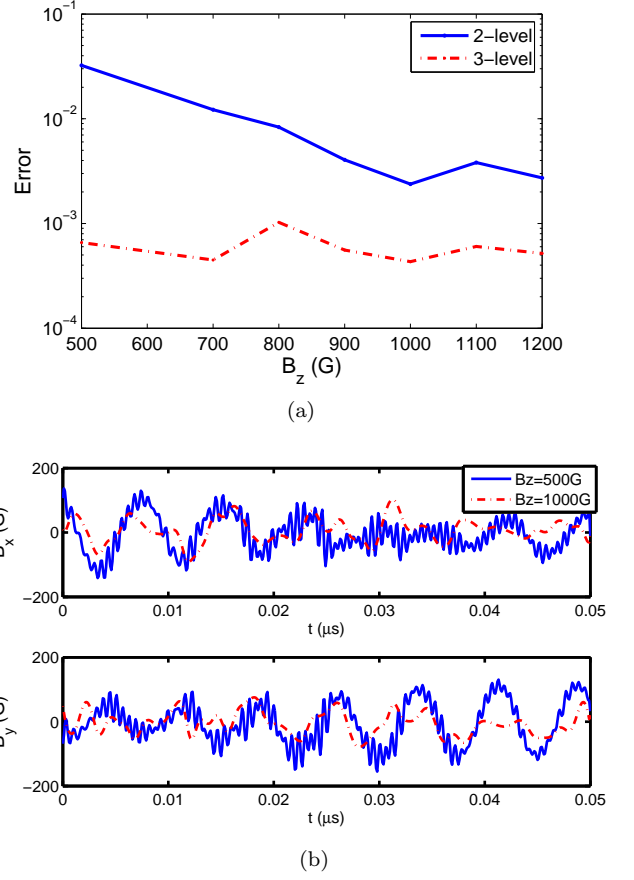 10^-1
2-level
3-level
10^-2
10^-3
10^-4
Error
500 600 700 800 900 1000 1100 1200
B_z (G)
(a)
200
0
-200
B_x (G)
Bz=500G
Bz=1000G
0 0.01 0.02 0.03 0.04 0.05
t (μs)
200
0
-200
B_y (G)
0 0.01 0.02 0.03 0.04 0.05
t (μs)
(b)